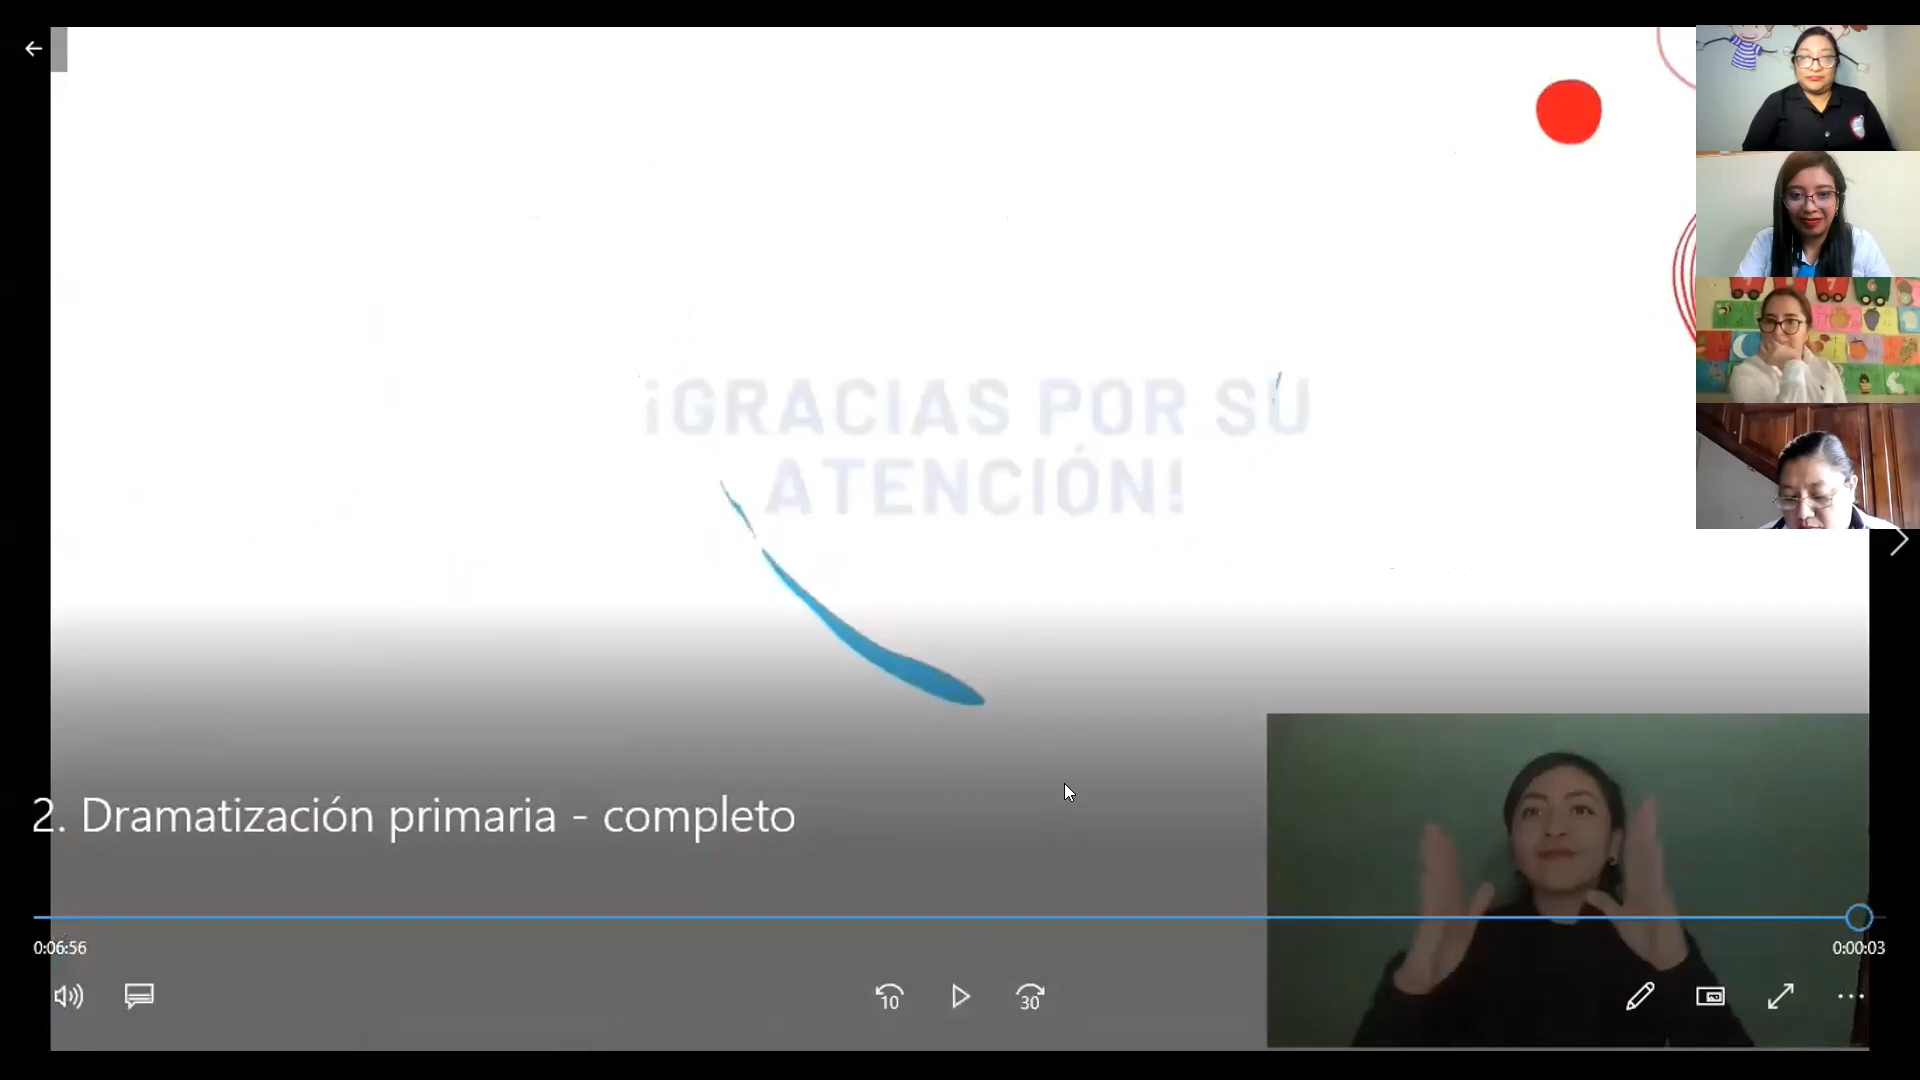 ¡GRACIAS POR SU
ATENCIÓN!
2. Dramatización primaria - completo
0:06:56
0:00:03
10
30